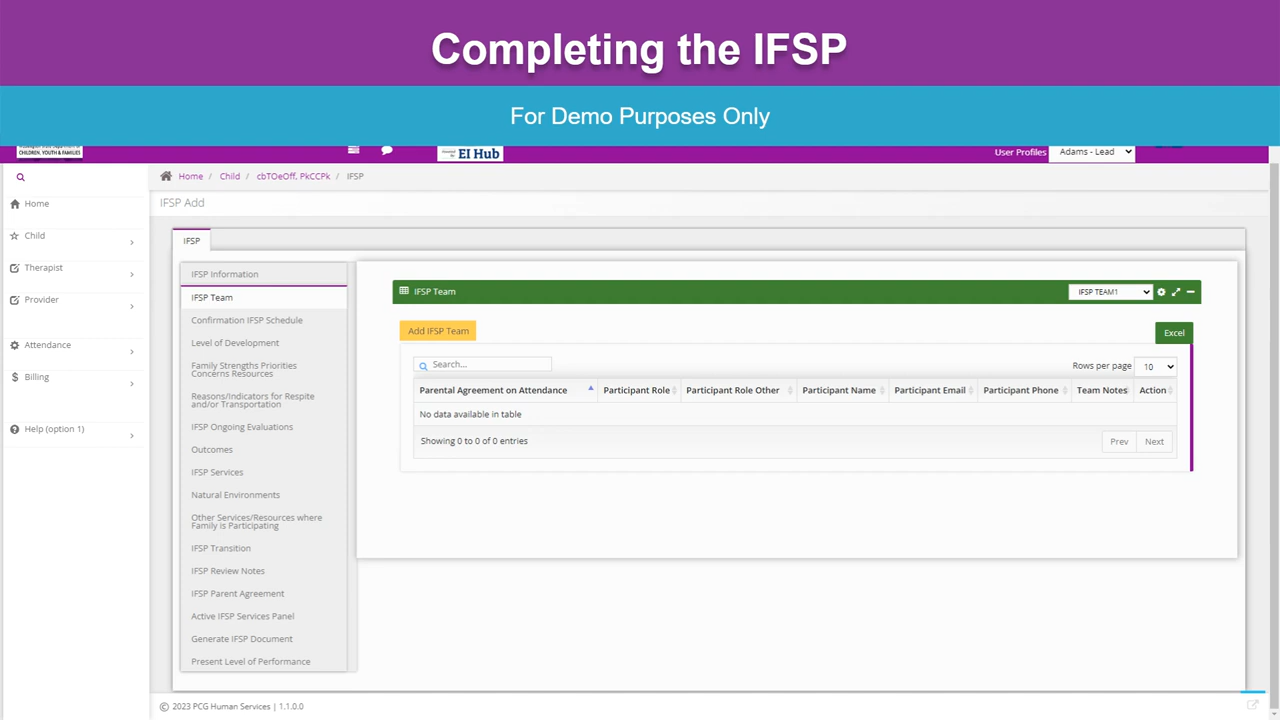 Completing the IFSP
For Demo Purposes Only
CHILDREN, YOUTH & FAMILIES
EI Hub
User Profiles
Adams - Lead
Home / Child / cbTOeOff, PkCCPk / IFSP
IFSP Add
Home
Child
Therapist
Provider
Attendance
Billing
Help (option 1)
IFSP
IFSP Information
IFSP Team
Confirmation IFSP Schedule
Level of Development
Family Strengths Priorities
Concerns Resources
Reasons/Indicators for Respite
and/or Transportation
IFSP Ongoing Evaluations
Outcomes
IFSP Services
Natural Environments
Other Services/Resources where
Family is Participating
IFSP Transition
IFSP Review Notes
IFSP Parent Agreement
Active IFSP Services Panel
Generate IFSP Document
Present Level of Performance
IFSP Team
IFSP TEAM1
Add IFSP Team
Excel
Search...
Rows per page 10
Parental Agreement on Attendance Participant Role Participant Role Other Participant Name Participant Email Participant Phone Team Notes Action
No data available in table
Showing 0 to 0 of 0 entries
Prev Next
© 2023 PCG Human Services | 1.1.0.0